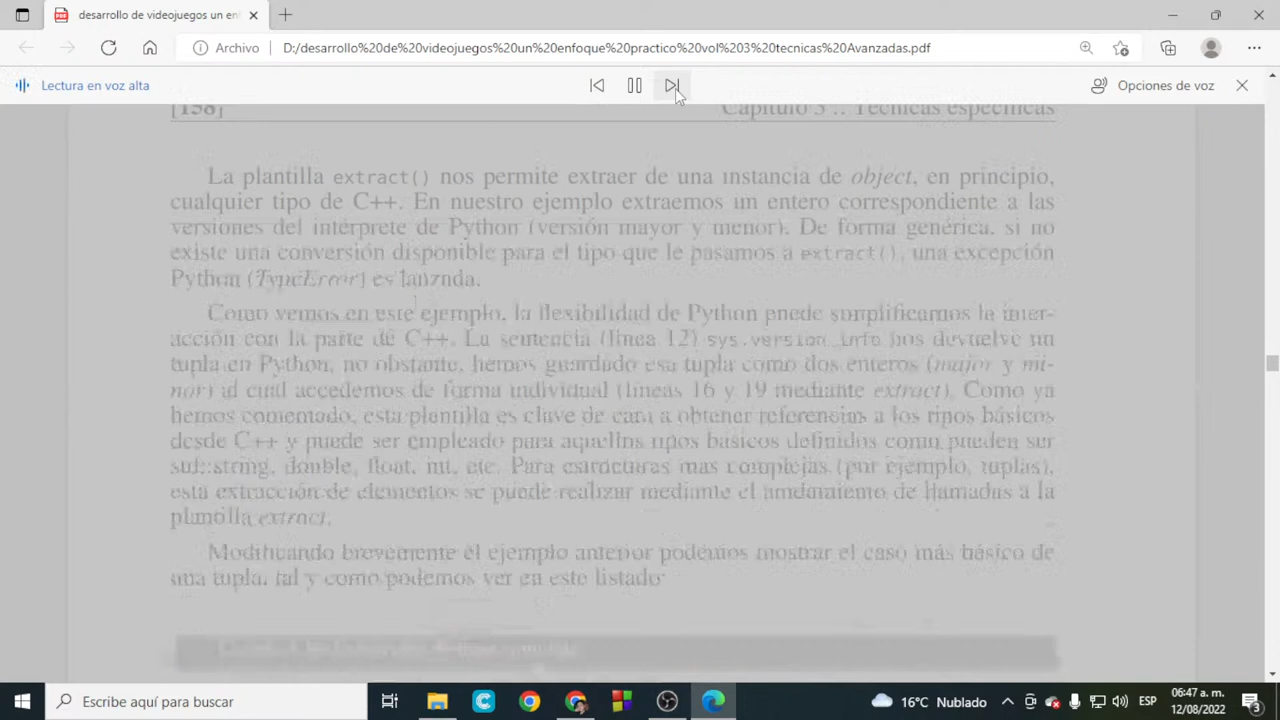 desarrollo de videojuegos un en
Archivo D:/desarrollo%20de%20videojuegos%20un%20enfoque%20practico%20vol%203%20tecnicas%20Avanzadas.pdf
Lectura en voz alta
Opciones de voz
[158] Capítulo 3 :: Técnicas específicas
La plantilla extract() nos permite extraer de una instancia de object, en principio,
cualquier tipo de C++. En nuestro ejemplo extraemos un entero correspondiente a las
versiones del intérprete de Python (versión mayor y menor). De forma genérica, si no
existe una conversión disponible para el tipo que le pasamos a extract(), una excepción
Python (TypeError) es lanzada.
Como vemos en este ejemplo, la flexibilidad de Python puede simplificarnos la inter-
acción con la parte de C++. La sentencia (línea 12) sys.version_info nos devuelve un
tupla en Python, no obstante, hemos guardado esa tupla como dos enteros (major y mi-
nor) al cual accedemos de forma individual (líneas 16 y 19 mediante extract). Como ya
hemos comentado, esta plantilla es clave de cara a obtener referencias a los tipos básicos
desde C++ y puede ser empleado para aquellos tipos básicos definidos como pueden ser
std::string, double, float, int, etc. Para estructuras mas complejas (por ejemplo, tuplas),
esta extracción de elementos se puede realizar mediante el anidamiento de llamadas a la
plantilla extract.
Modificando brevemente el ejemplo anterior podemos mostrar el caso más básico de
una tupla, tal y como podemos ver en este listado:
Escribe aquí para buscar
16°C Nublado
ESP
06:47 a. m.
12/08/2022
3